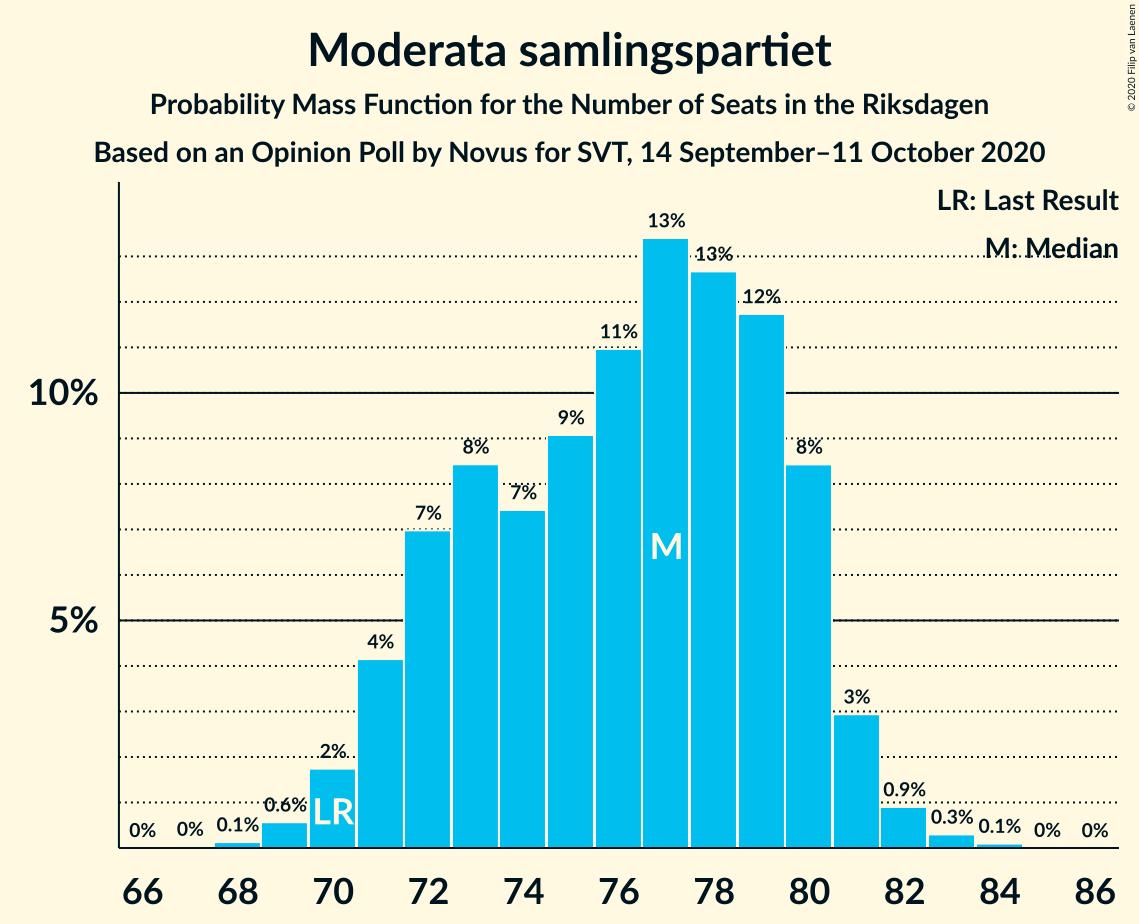 Moderata samlingspartiet
Probability Mass Function for the Number of Seats in the Riksdagen
Based on an Opinion Poll by Novus for SVT, 14 September–11 October 2020
© 2020 Filip van Laenen
LR: Last Result
M: Median
10%
5%
0%
0%
0.1%
0.6%
2%
4%
7%
8%
7%
9%
11%
13%
13%
12%
8%
3%
0.9%
0.3%
0.1%
0%
0%
LR
M
66 68 70 72 74 76 78 80 82 84 86